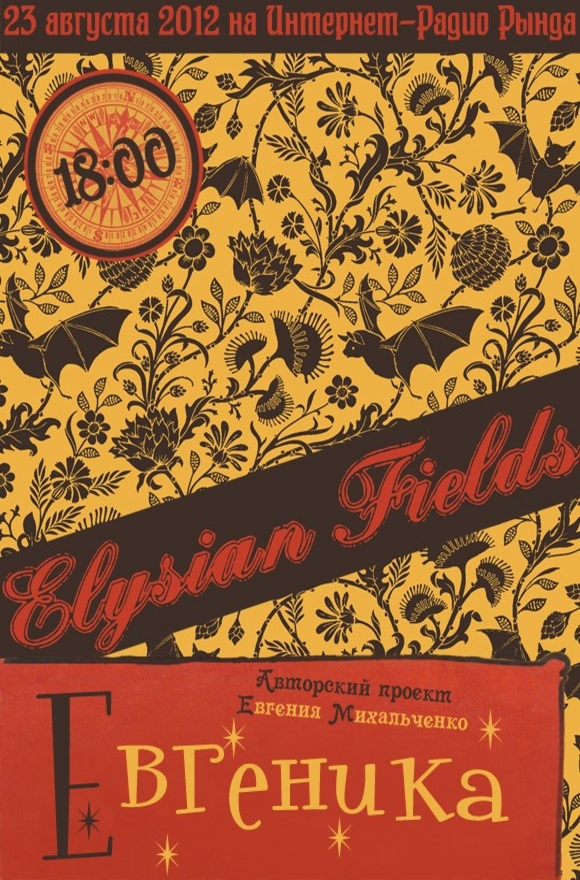 23 августа 2012 на Интернет-Радио Рында
18:00
Elysian Fields
Авторский проект
Евгения Михальченко
Евгеника